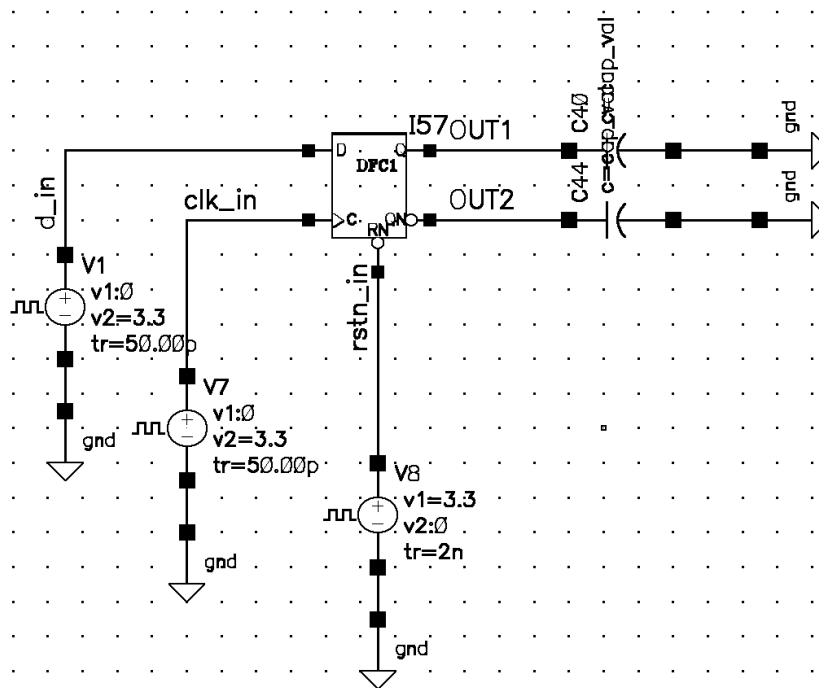 I57
OUT1
C40
c=cap_val
gnd
D
Q
DFC1
d_in
clk_in
C
QN
RN
OUT2
C44
c=cap_val
gnd
V1
v1:0
v2=3.3
tr=50.00p
gnd
rstn_in
V7
v1:0
v2=3.3
tr=50.00p
gnd
V8
v1=3.3
v2:0
tr=2n
gnd